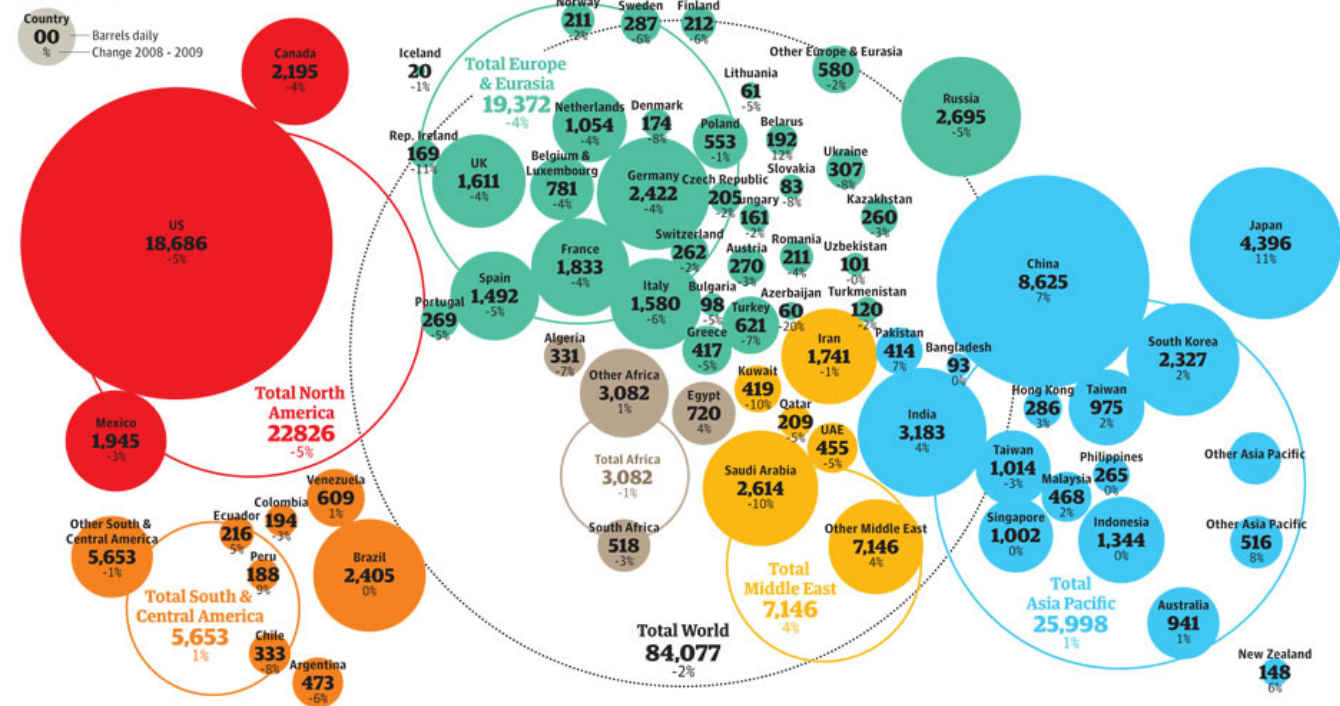 Country
00
%
Barrels daily
Change 2008 - 2009
Canada
2,195
-4%
US
18,686
-5%
Mexico
1,945
-3%
Total North
America
22826
-5%
Other South &
Central America
5,653
-1%
Ecuador
216
5%
Colombia
194
-3%
Venezuela
609
1%
Peru
188
9%
Brazil
2,405
0%
Total South &
Central America
5,653
1%
Chile
333
-8%
Argentina
473
-6%
Norway
211
-2%
Sweden
287
-6%
Finland
212
-6%
Iceland
20
-1%
Total Europe
& Eurasia
19,372
-4%
Other Europe & Eurasia
580
-2%
Lithuania
61
-5%
Russia
2,695
-5%
Netherlands
1,054
-4%
Denmark
174
-8%
Poland
553
-1%
Belarus
192
12%
Rep. Ireland
169
-11%
UK
1,611
-4%
Belgium &
Luxembourg
781
-4%
Germany
2,422
-4%
Czech Republic
205
-2%
Slovakia
83
-8%
Ukraine
307
-8%
Hungary
161
-2%
Kazakhstan
260
-3%
Switzerland
262
-2%
Austria
270
-3%
Romania
211
-4%
Uzbekistan
101
-0%
France
1,833
-4%
Spain
1,492
-5%
Italy
1,580
-6%
Portugal
269
-5%
Bulgaria
98
-5%
Turkey
621
-7%
Azerbaijan
60
-20%
Turkmenistan
120
-2%
Greece
417
-5%
Algeria
331
-7%
Other Africa
3,082
1%
Egypt
720
4%
Total Africa
3,082
-1%
South Africa
518
-3%
Kuwait
419
-10%
Iran
1,741
-1%
Qatar
209
-5%
UAE
455
-5%
Saudi Arabia
2,614
-10%
Other Middle East
7,146
4%
Total
Middle East
7,146
4%
Total World
84,077
-2%
Pakistan
414
7%
Bangladesh
93
0%
China
8,625
7%
Japan
4,396
11%
South Korea
2,327
2%
Hong Kong
286
3%
Taiwan
975
2%
India
3,183
4%
Taiwan
1,014
-3%
Malaysia
468
2%
Philippines
265
0%
Other Asia Pacific
Singapore
1,002
0%
Indonesia
1,344
0%
Other Asia Pacific
516
8%
Total
Asia Pacific
25,998
1%
Australia
941
1%
New Zealand
148
6%